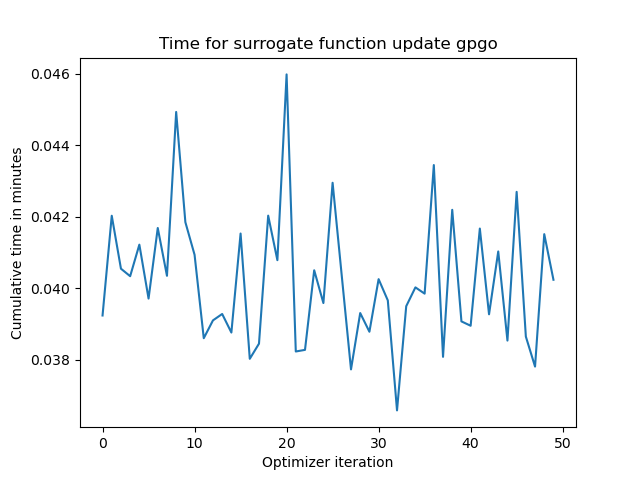 Time for surrogate function update gpgo
0.046
0.044
0.042
0.040
0.038
Cumulative time in minutes
0 10 20 30 40 50
Optimizer iteration